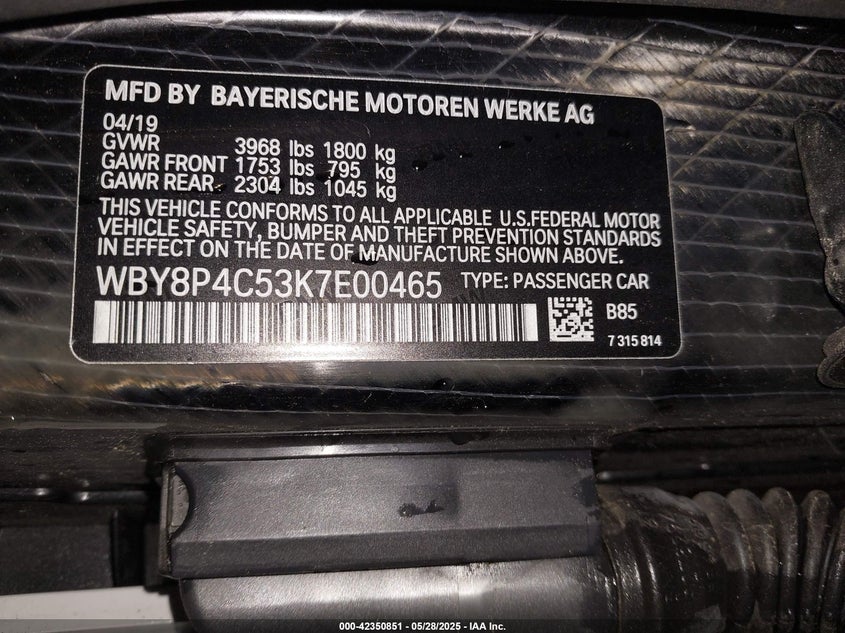 MFD BY BAYERISCHE MOTOREN WERKE AG
04/19
GVWR 3968 lbs 1800 kg
GAWR FRONT 1753 lbs 795 kg
GAWR REAR 2304 lbs 1045 kg
THIS VEHICLE CONFORMS TO ALL APPLICABLE U.S.FEDERAL MOTOR
VEHICLE SAFETY, BUMPER AND THEFT PREVENTION STANDARDS
IN EFFECT ON THE DATE OF MANUFACTURE SHOWN ABOVE.
WBY8P4C53K7E00465 TYPE: PASSENGER CAR
B85
7 315 814
000-42350851 - 05/28/2025 - IAA Inc.